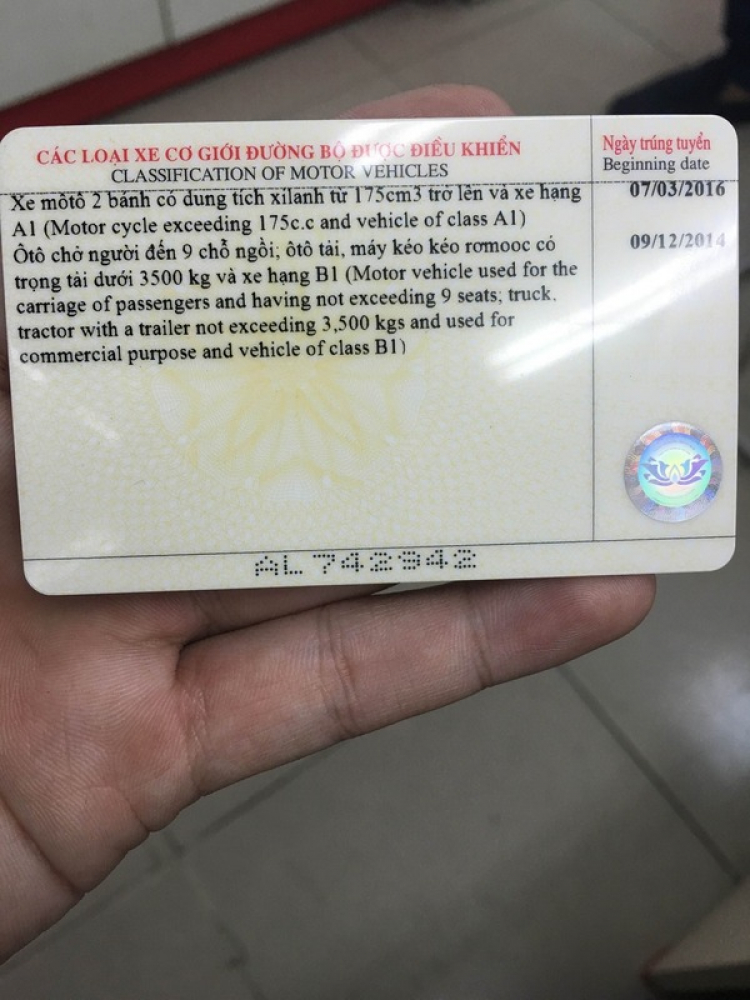 CÁC LOẠI XE CƠ GIỚI ĐƯỜNG BỘ ĐƯỢC ĐIỀU KHIỂN
CLASSIFICATION OF MOTOR VEHICLES
Ngày trúng tuyển
Beginning date
Xe môtô 2 bánh có dung tích xilanh từ 175cm3 trở lên và xe hạng
07/03/2016
A1 (Motor cycle exceeding 175c.c and vehicle of class A1)
Ôtô chở người đến 9 chỗ ngồi; ôtô tải, máy kéo kéo rơmooc có
09/12/2014
trọng tải dưới 3500 kg và xe hạng B1 (Motor vehicle used for the
carriage of passengers and having not exceeding 9 seats; truck.
tractor with a trailer not exceeding 3,500 kgs and used for
commercial purpose and vehicle of class B1)
AL 742942